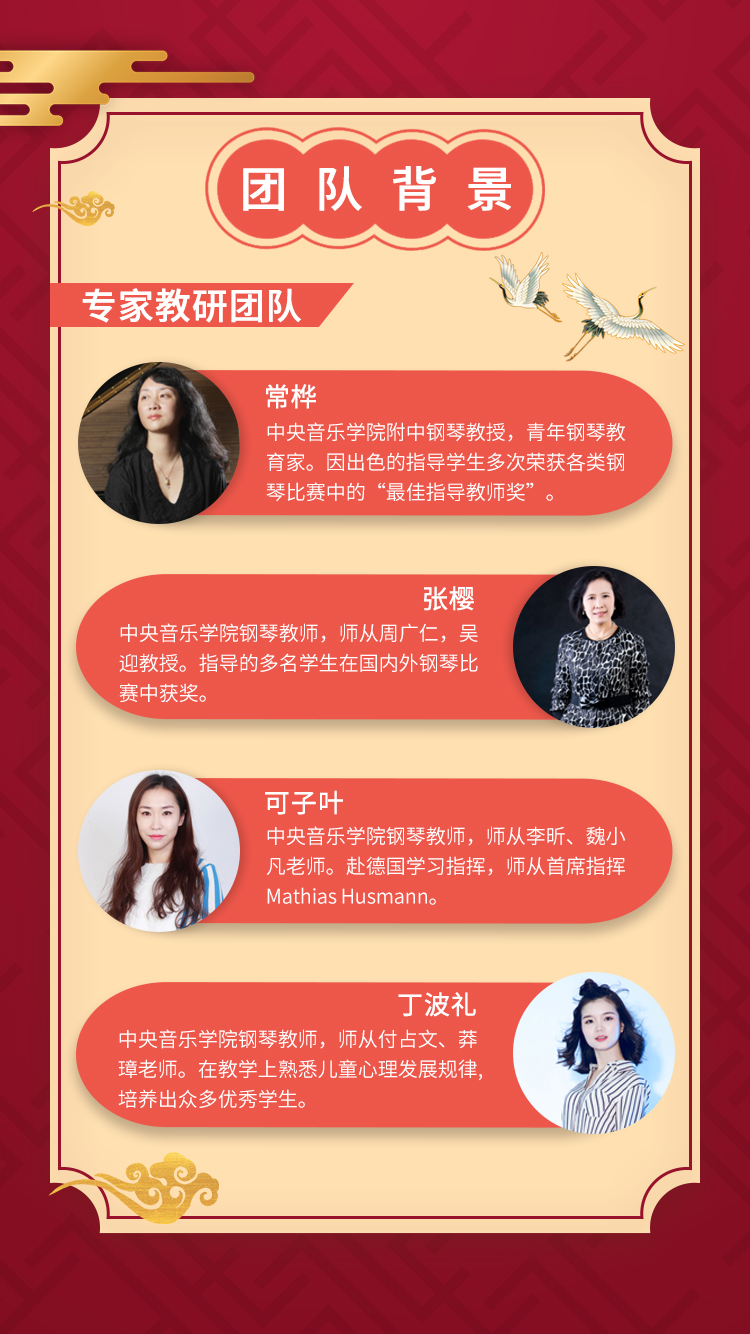 团队背景
专家教研团队
常桦
中央音乐学院附中钢琴教授，青年钢琴教
育家。因出色的指导学生多次荣获各类钢
琴比赛中的“最佳指导教师奖”。
张樱
中央音乐学院钢琴教师，师从周广仁，吴
迎教授。指导的多名学生在国内外钢琴比
赛中获奖。
可子叶
中央音乐学院钢琴教师，师从李昕、魏小
凡老师。赴德国学习指挥，师从首席指挥
Mathias Husmann。
丁波礼
中央音乐学院钢琴教师，师从付占文、莽
璋老师。在教学上熟悉儿童心理发展规律,
培养出众多优秀学生。